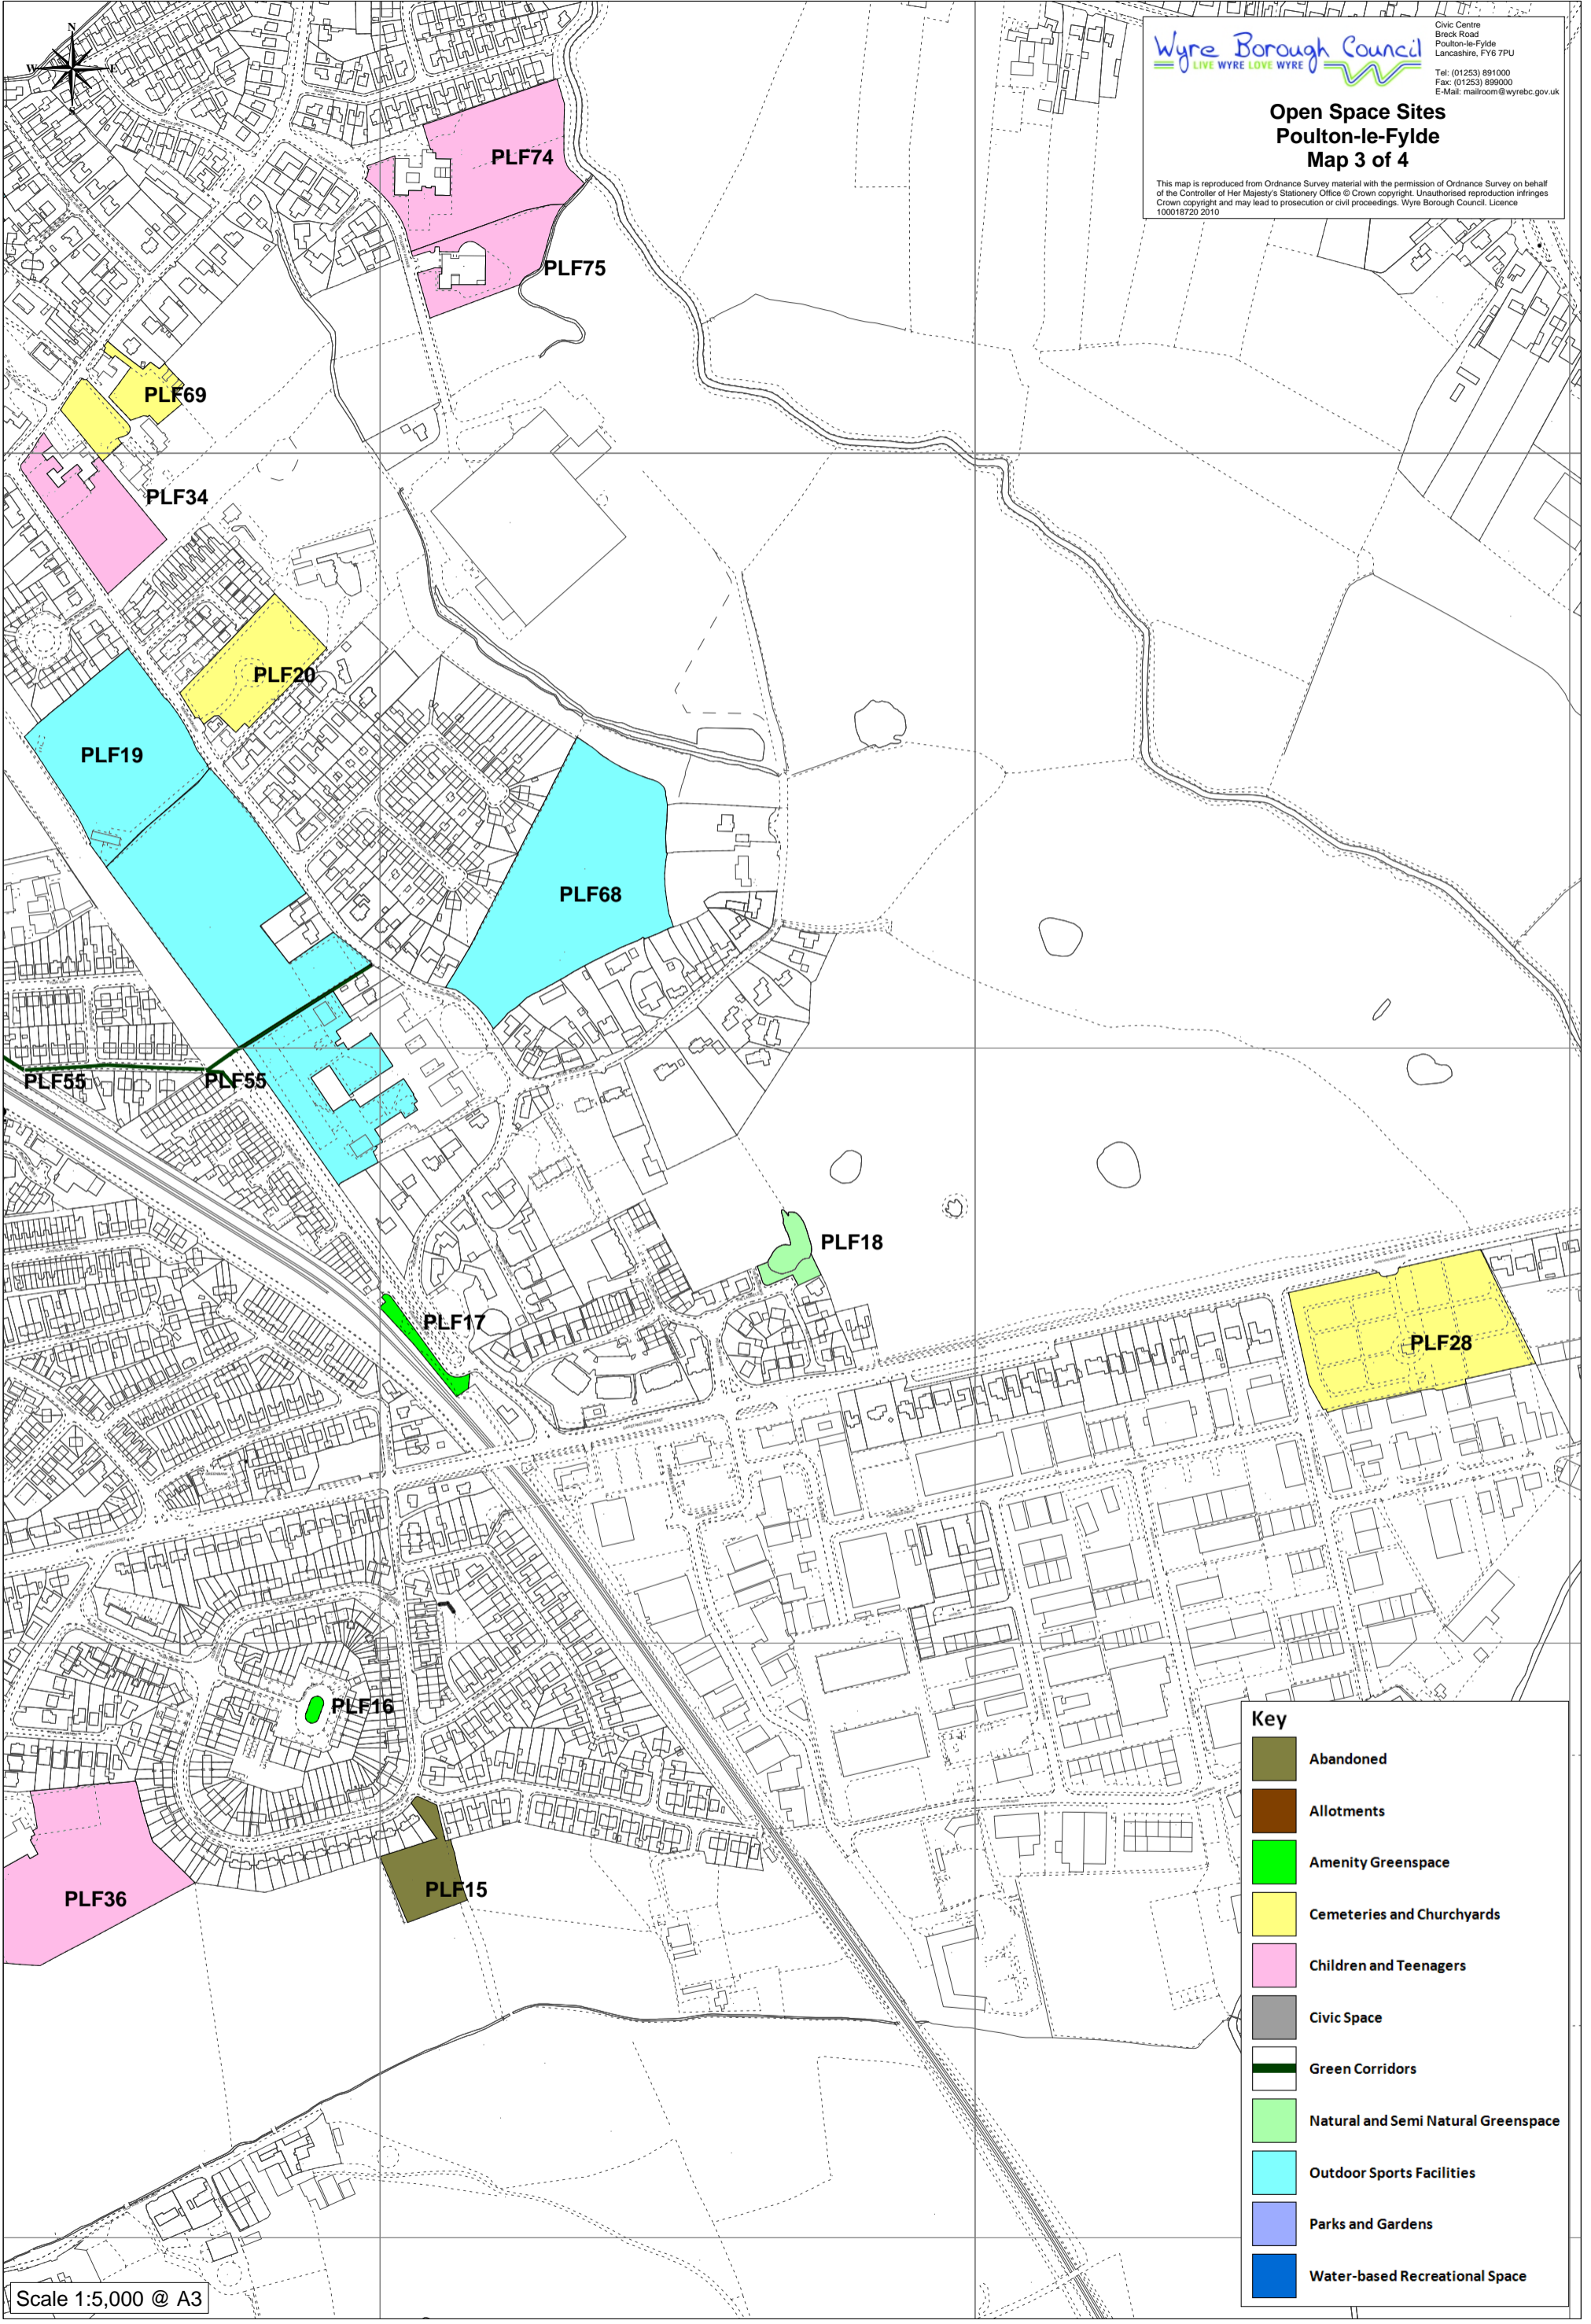 N
W E
S
Wyre Borough Council
LIVE WYRE LOVE WYRE
Civic Centre
Breck Road
Poulton-le-Fylde
Lancashire, FY6 7PU
Tel: (01253) 891000
Fax: (01253) 899000
E-Mail: mailroom@wyrebc.gov.uk
Open Space Sites
Poulton-le-Fylde
Map 3 of 4
This map is reproduced from Ordnance Survey material with the permission of Ordnance Survey on behalf
of the Controller of Her Majesty's Stationery Office © Crown copyright. Unauthorised reproduction infringes
Crown copyright and may lead to prosecution or civil proceedings. Wyre Borough Council. Licence
100018720 2010
PLF74
PLF75
PLF69
PLF34
PLF20
PLF19
PLF68
PLF55
PLF55
PLF18
PLF17
PLF28
PLF16
PLF15
PLF36
Key
Abandoned
Allotments
Amenity Greenspace
Cemeteries and Churchyards
Children and Teenagers
Civic Space
Green Corridors
Natural and Semi Natural Greenspace
Outdoor Sports Facilities
Parks and Gardens
Water-based Recreational Space
Scale 1:5,000 @ A3